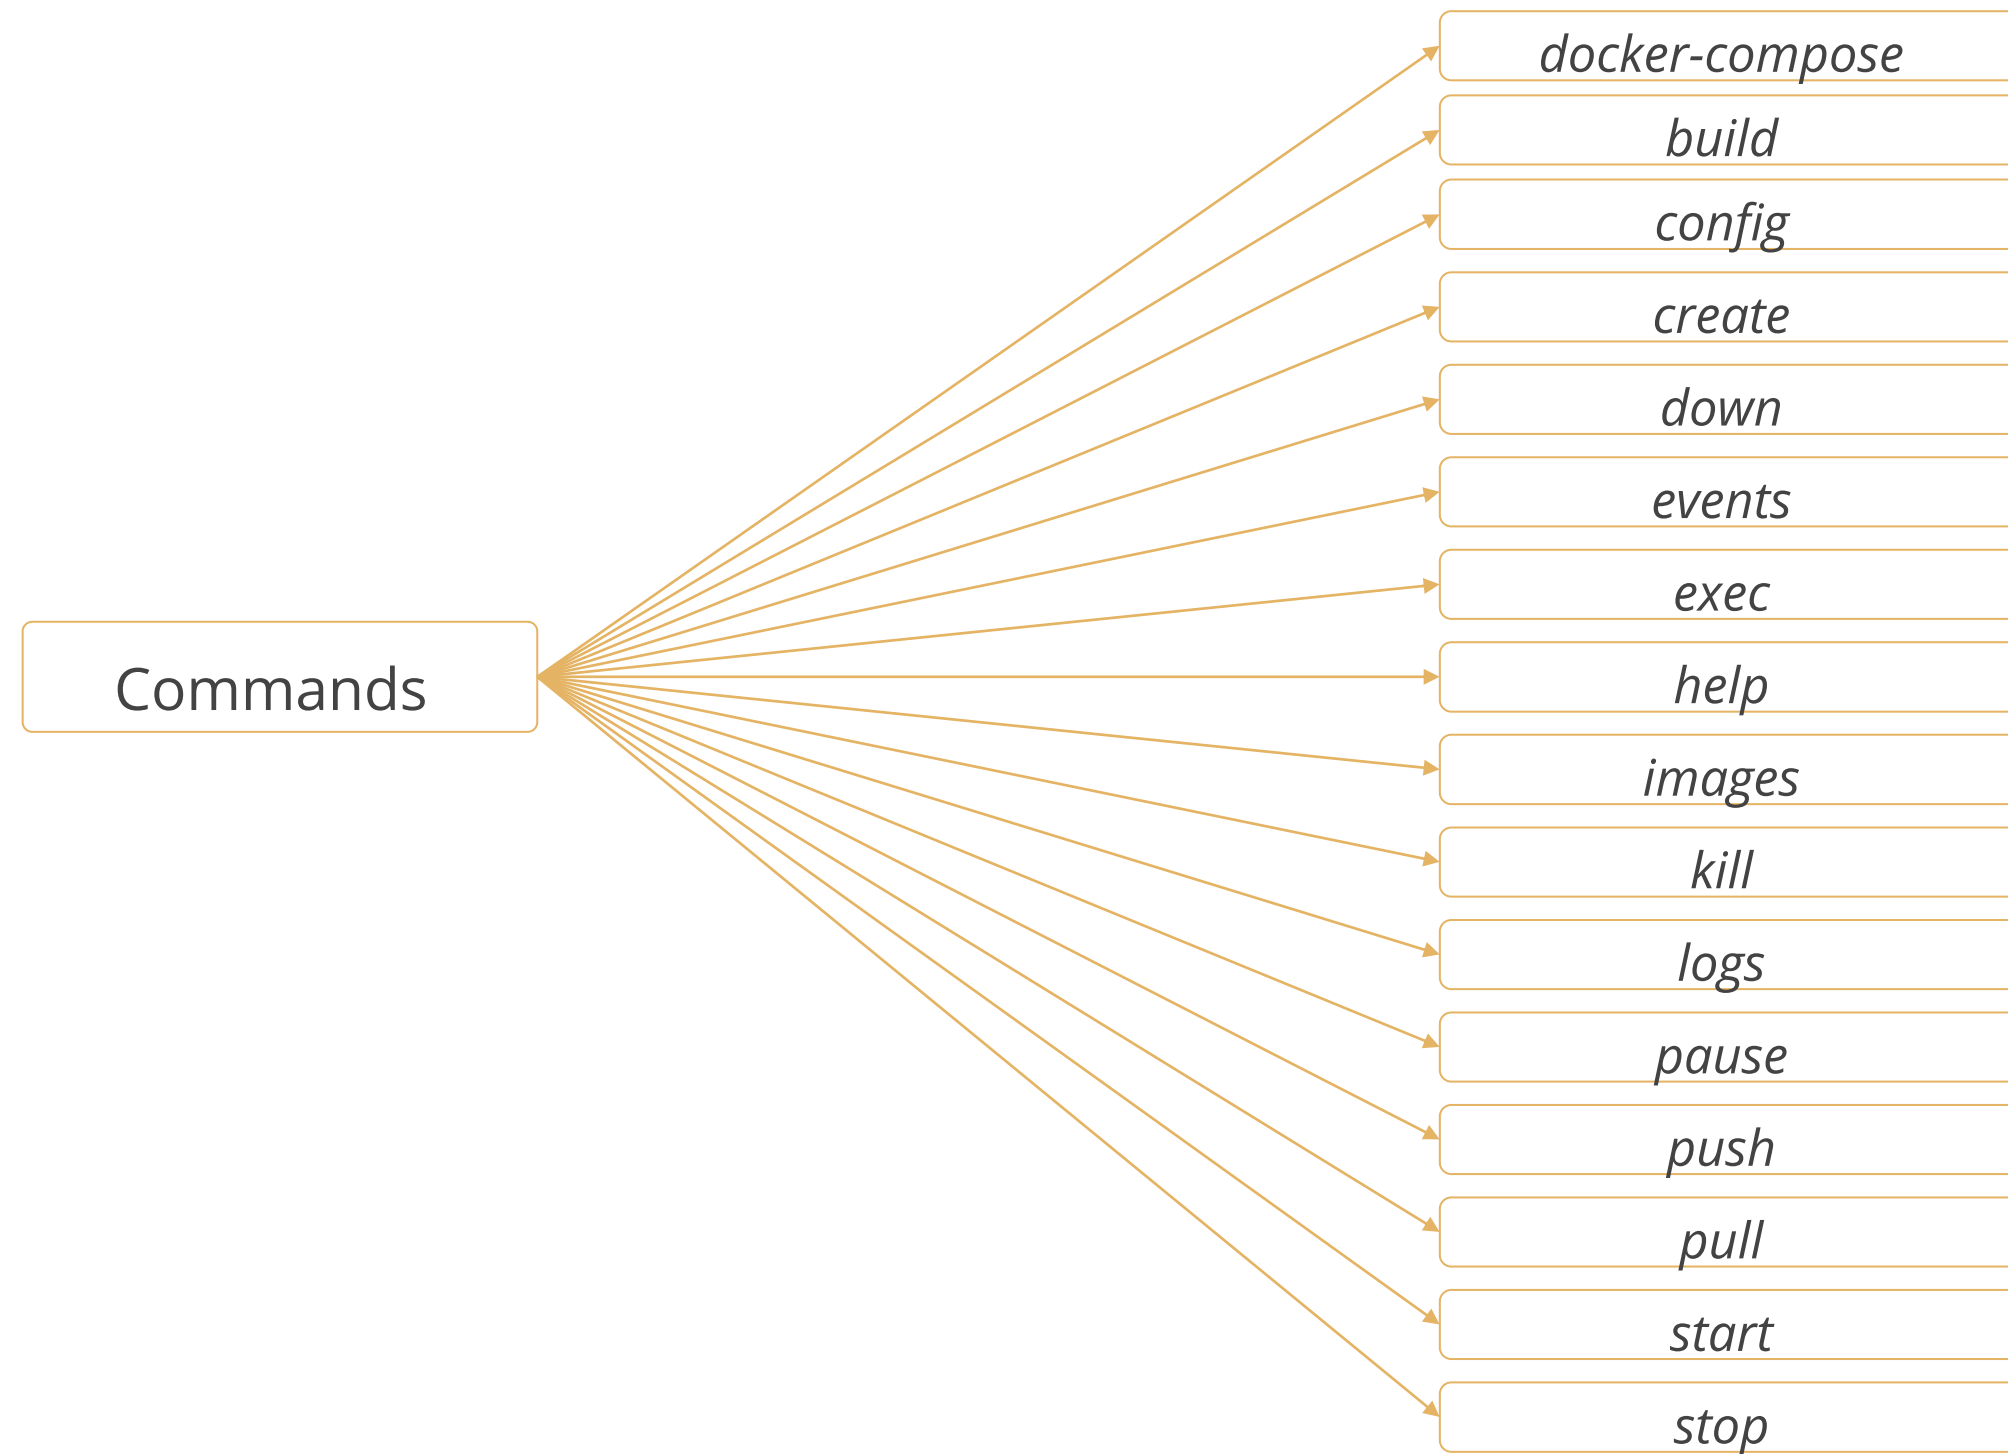 docker-compose
build
config
create
down
events
exec
Commands
help
images
kill
logs
pause
push
pull
start
stop